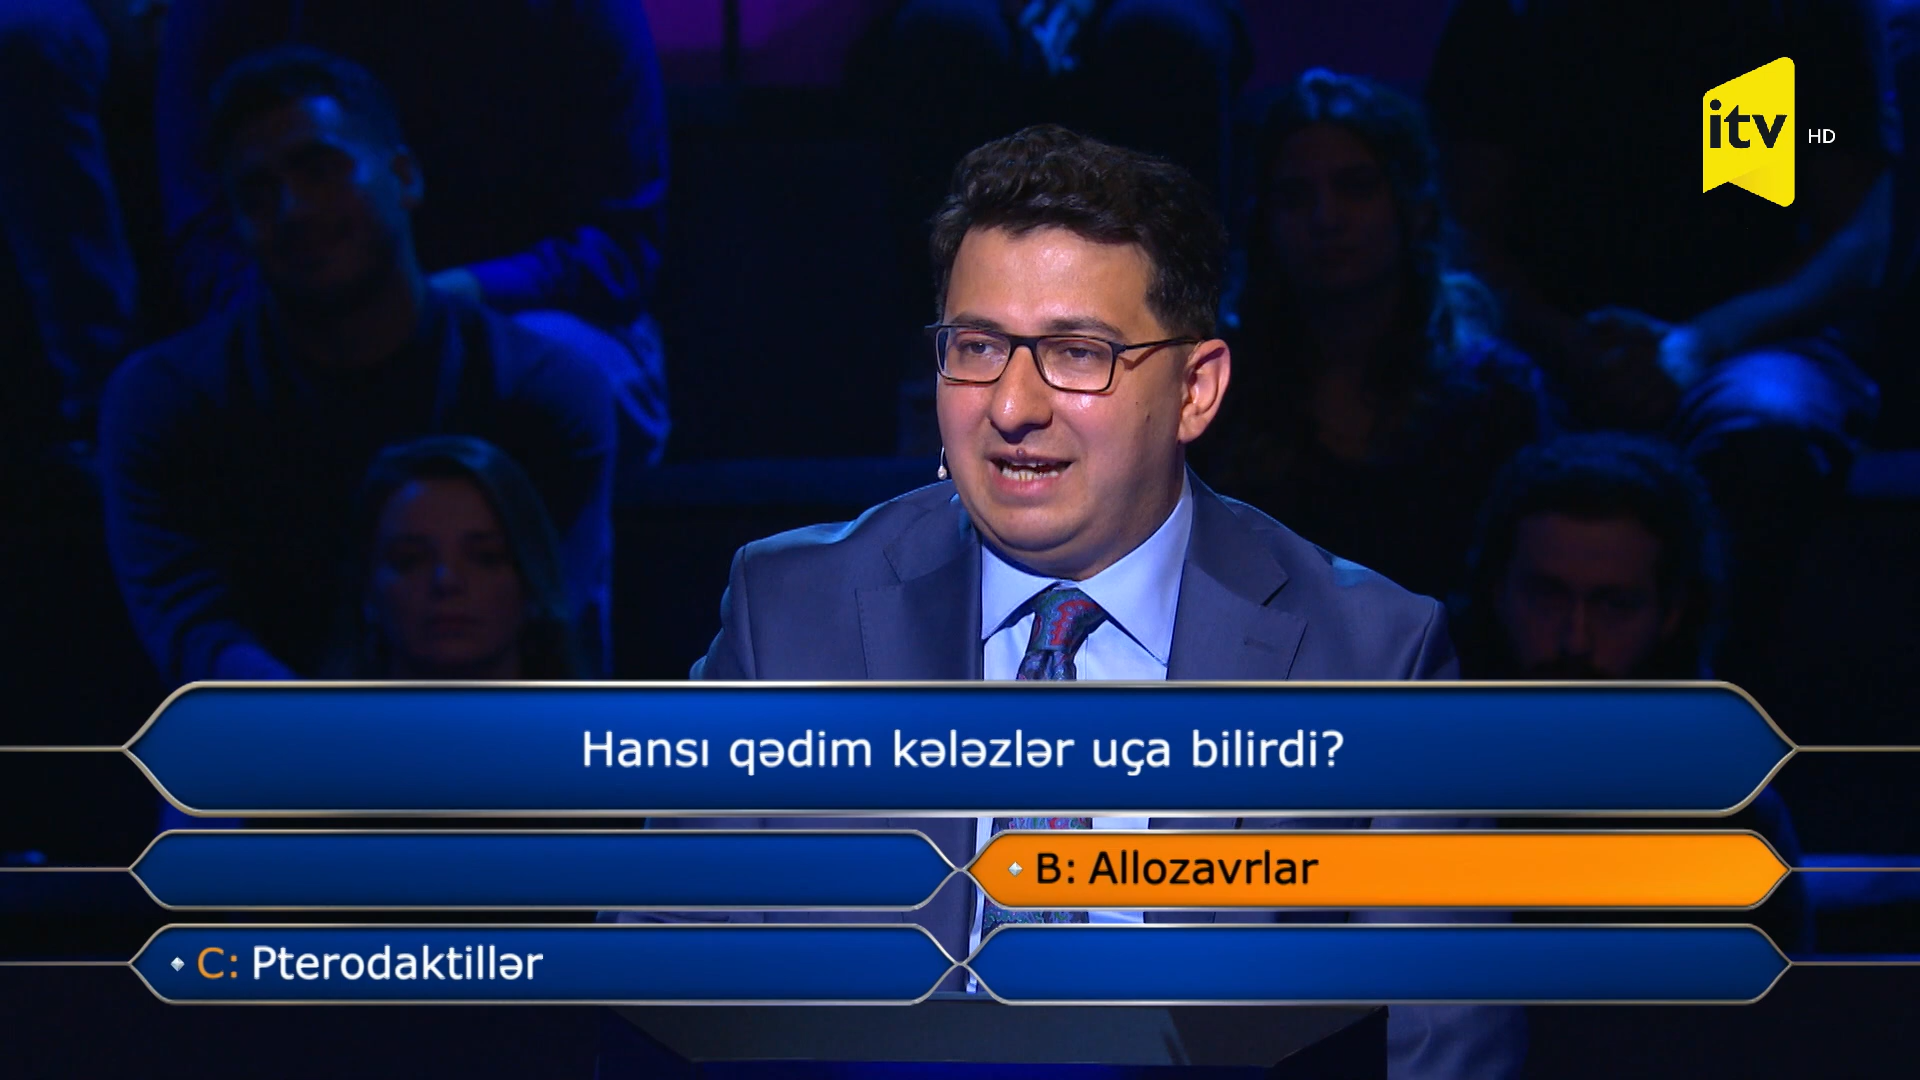 itv HD
Hansı qədim kələzlər uça bilirdi?
B: Allozavrlar
C: Pterodaktillər